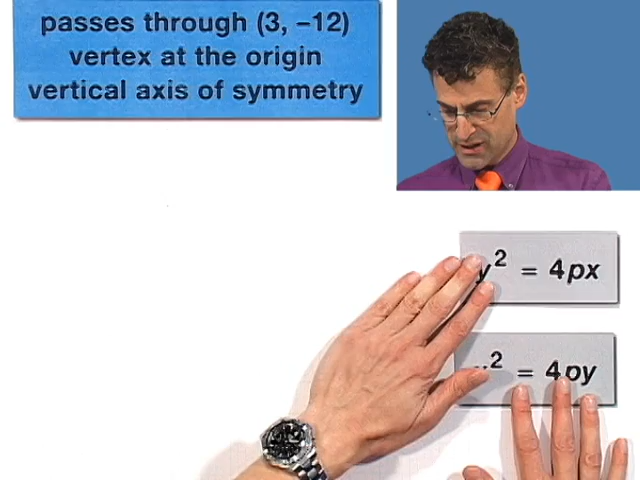 passes through (3, –12)
vertex at the origin
vertical axis of symmetry
y² = 4px
² = 4py